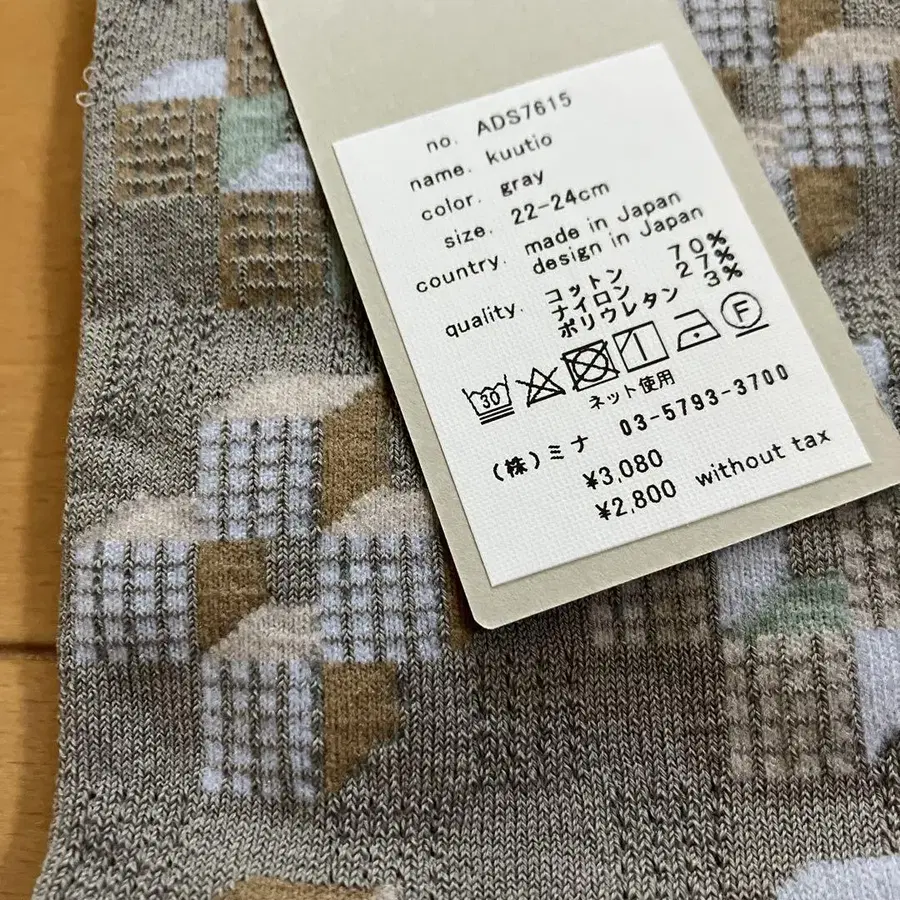 no. ADS7615
name. kuutio
color. gray
size. 22-24cm
country. made in Japan
design in Japan
quality. コットン 70%
ナイロン 27%
ポリウレタン 3%
30 F
ネット使用
(株)ミナ 03-5793-3700
¥3,080
¥2,800 without tax